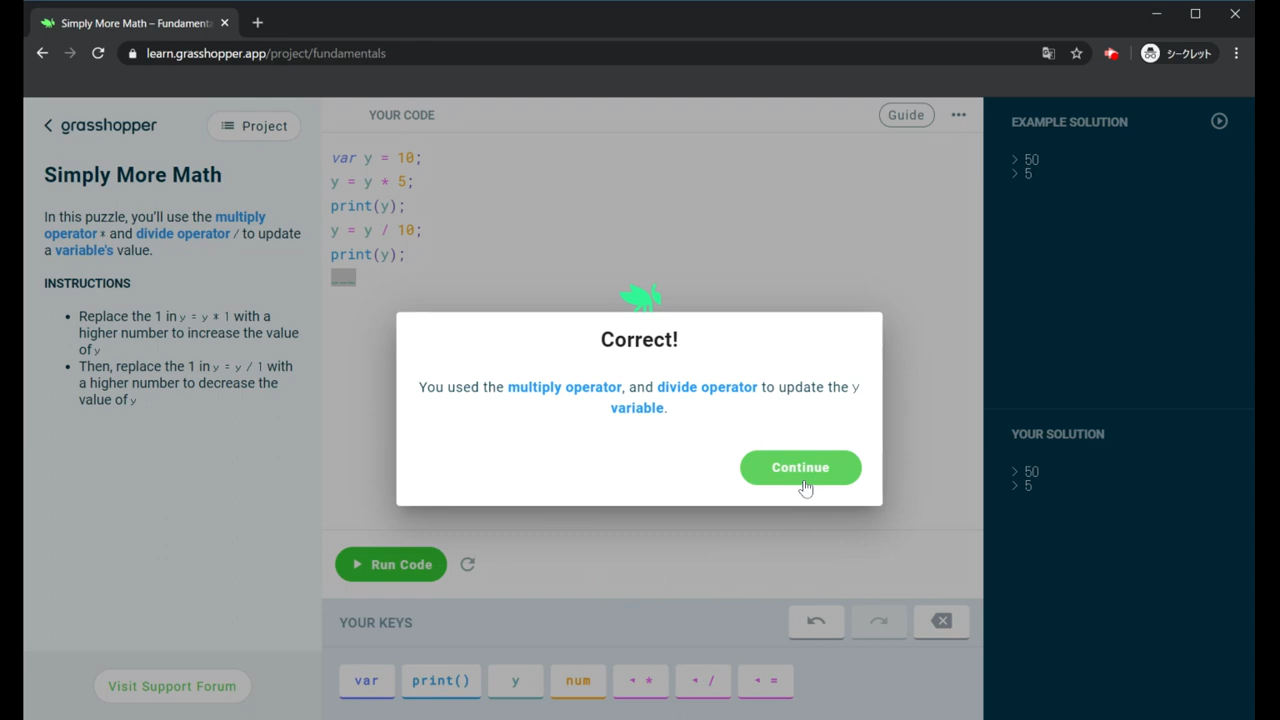 Simply More Math – Fundament
learn.grasshopper.app/project/fundamentals
シークレット
grasshopper
Project
Simply More Math
In this puzzle, you'll use the multiply
operator * and divide operator / to update
a variable's value.
INSTRUCTIONS
Replace the 1 in y = y * 1 with a
higher number to increase the value
of y
Then, replace the 1 in y = y / 1 with
a higher number to decrease the
value of y
Visit Support Forum
YOUR CODE
Guide
var y = 10;
y = y * 5;
print(y);
y = y / 10;
print(y);
___
Correct!
You used the multiply operator, and divide operator to update the y
variable.
Continue
Run Code
YOUR KEYS
var
print()
y
num
*
/
=
EXAMPLE SOLUTION
> 50
> 5
YOUR SOLUTION
> 50
> 5